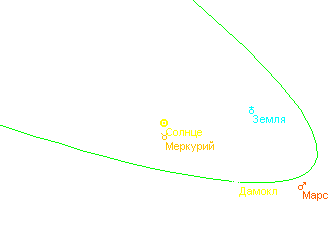 Земля
Солнце
Меркурий
Дамокл
Марс